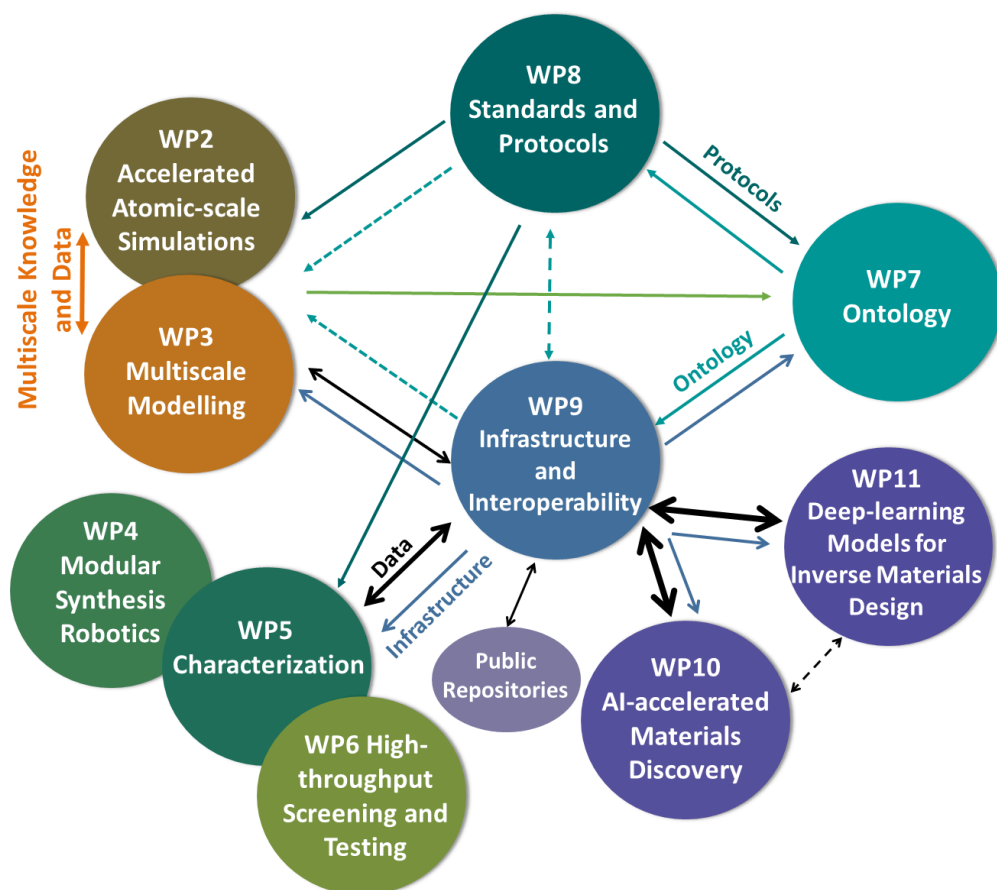 WP8
Standards and
Protocols
WP2
Accelerated
Atomic-scale
Simulations
Multiscale Knowledge
and Data
Protocols
WP7
Ontology
WP3
Multiscale
Modelling
Ontology
WP9
Infrastructure
and
Interoperability
WP11
Deep-learning
Models for
Inverse Materials
Design
WP4
Modular
Synthesis
Robotics
Data
Infrastructure
WP5
Characterization
Public
Repositories
WP10
AI-accelerated
Materials
Discovery
WP6 High-
throughput
Screening and
Testing